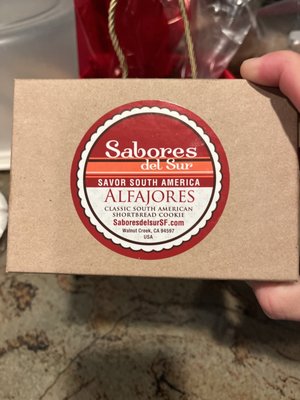 Sabores
del Sur
SAVOR SOUTH AMERICA
ALFAJORES
CLASSIC SOUTH AMERICAN
SHORTBREAD COOKIE
SaboresdelsurSF.com
Walnut Creek, CA 94597
USA